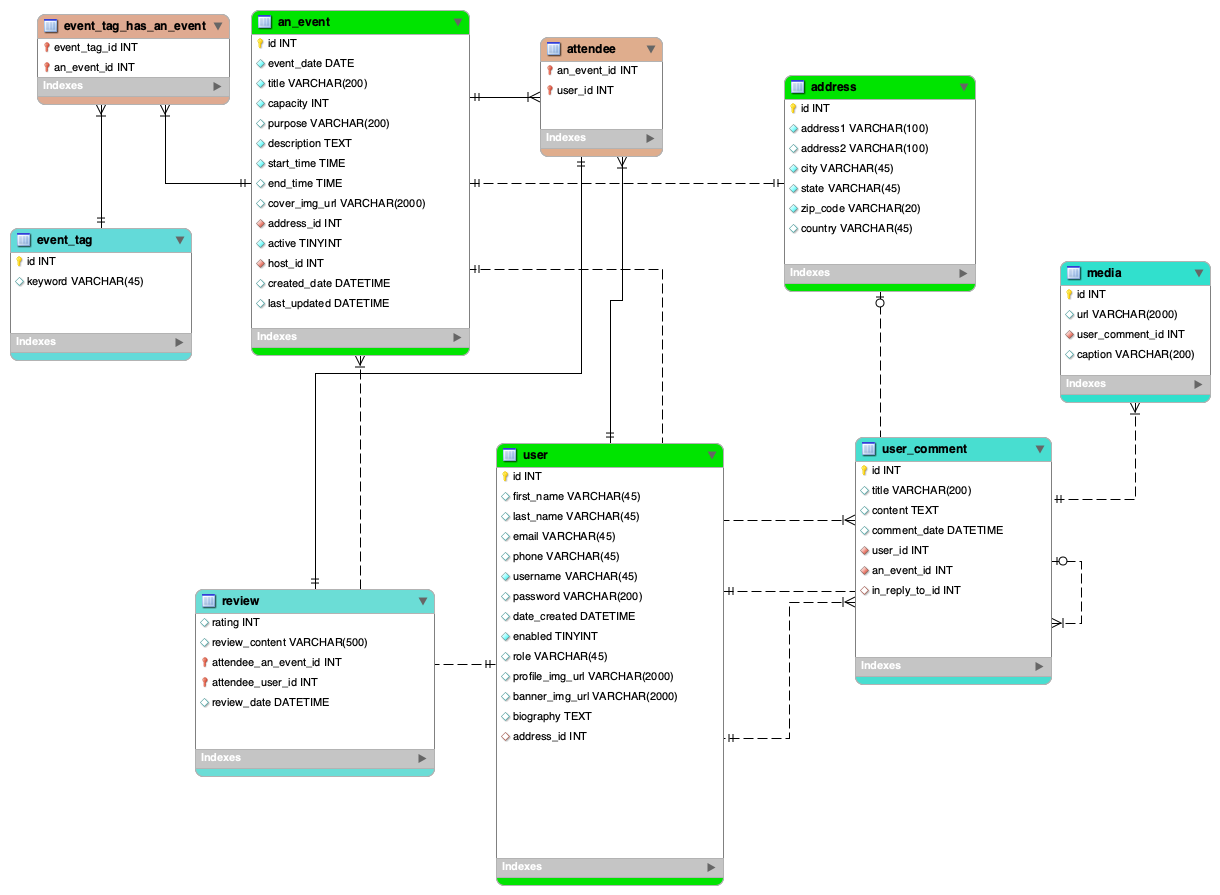 event_tag_has_an_event
event_tag_id INT
an_event_id INT
Indexes
an_event
id INT
event_date DATE
title VARCHAR(200)
capacity INT
purpose VARCHAR(200)
description TEXT
start_time TIME
end_time TIME
cover_img_url VARCHAR(2000)
address_id INT
active TINYINT
host_id INT
created_date DATETIME
last_updated DATETIME
Indexes
attendee
an_event_id INT
user_id INT
Indexes
address
id INT
address1 VARCHAR(100)
address2 VARCHAR(100)
city VARCHAR(45)
state VARCHAR(45)
zip_code VARCHAR(20)
country VARCHAR(45)
Indexes
event_tag
id INT
keyword VARCHAR(45)
Indexes
media
id INT
url VARCHAR(2000)
user_comment_id INT
caption VARCHAR(200)
Indexes
user
id INT
first_name VARCHAR(45)
last_name VARCHAR(45)
email VARCHAR(45)
phone VARCHAR(45)
username VARCHAR(45)
password VARCHAR(200)
date_created DATETIME
enabled TINYINT
role VARCHAR(45)
profile_img_url VARCHAR(2000)
banner_img_url VARCHAR(2000)
biography TEXT
address_id INT
Indexes
user_comment
id INT
title VARCHAR(200)
content TEXT
comment_date DATETIME
user_id INT
an_event_id INT
in_reply_to_id INT
Indexes
review
rating INT
review_content VARCHAR(500)
attendee_an_event_id INT
attendee_user_id INT
review_date DATETIME
Indexes